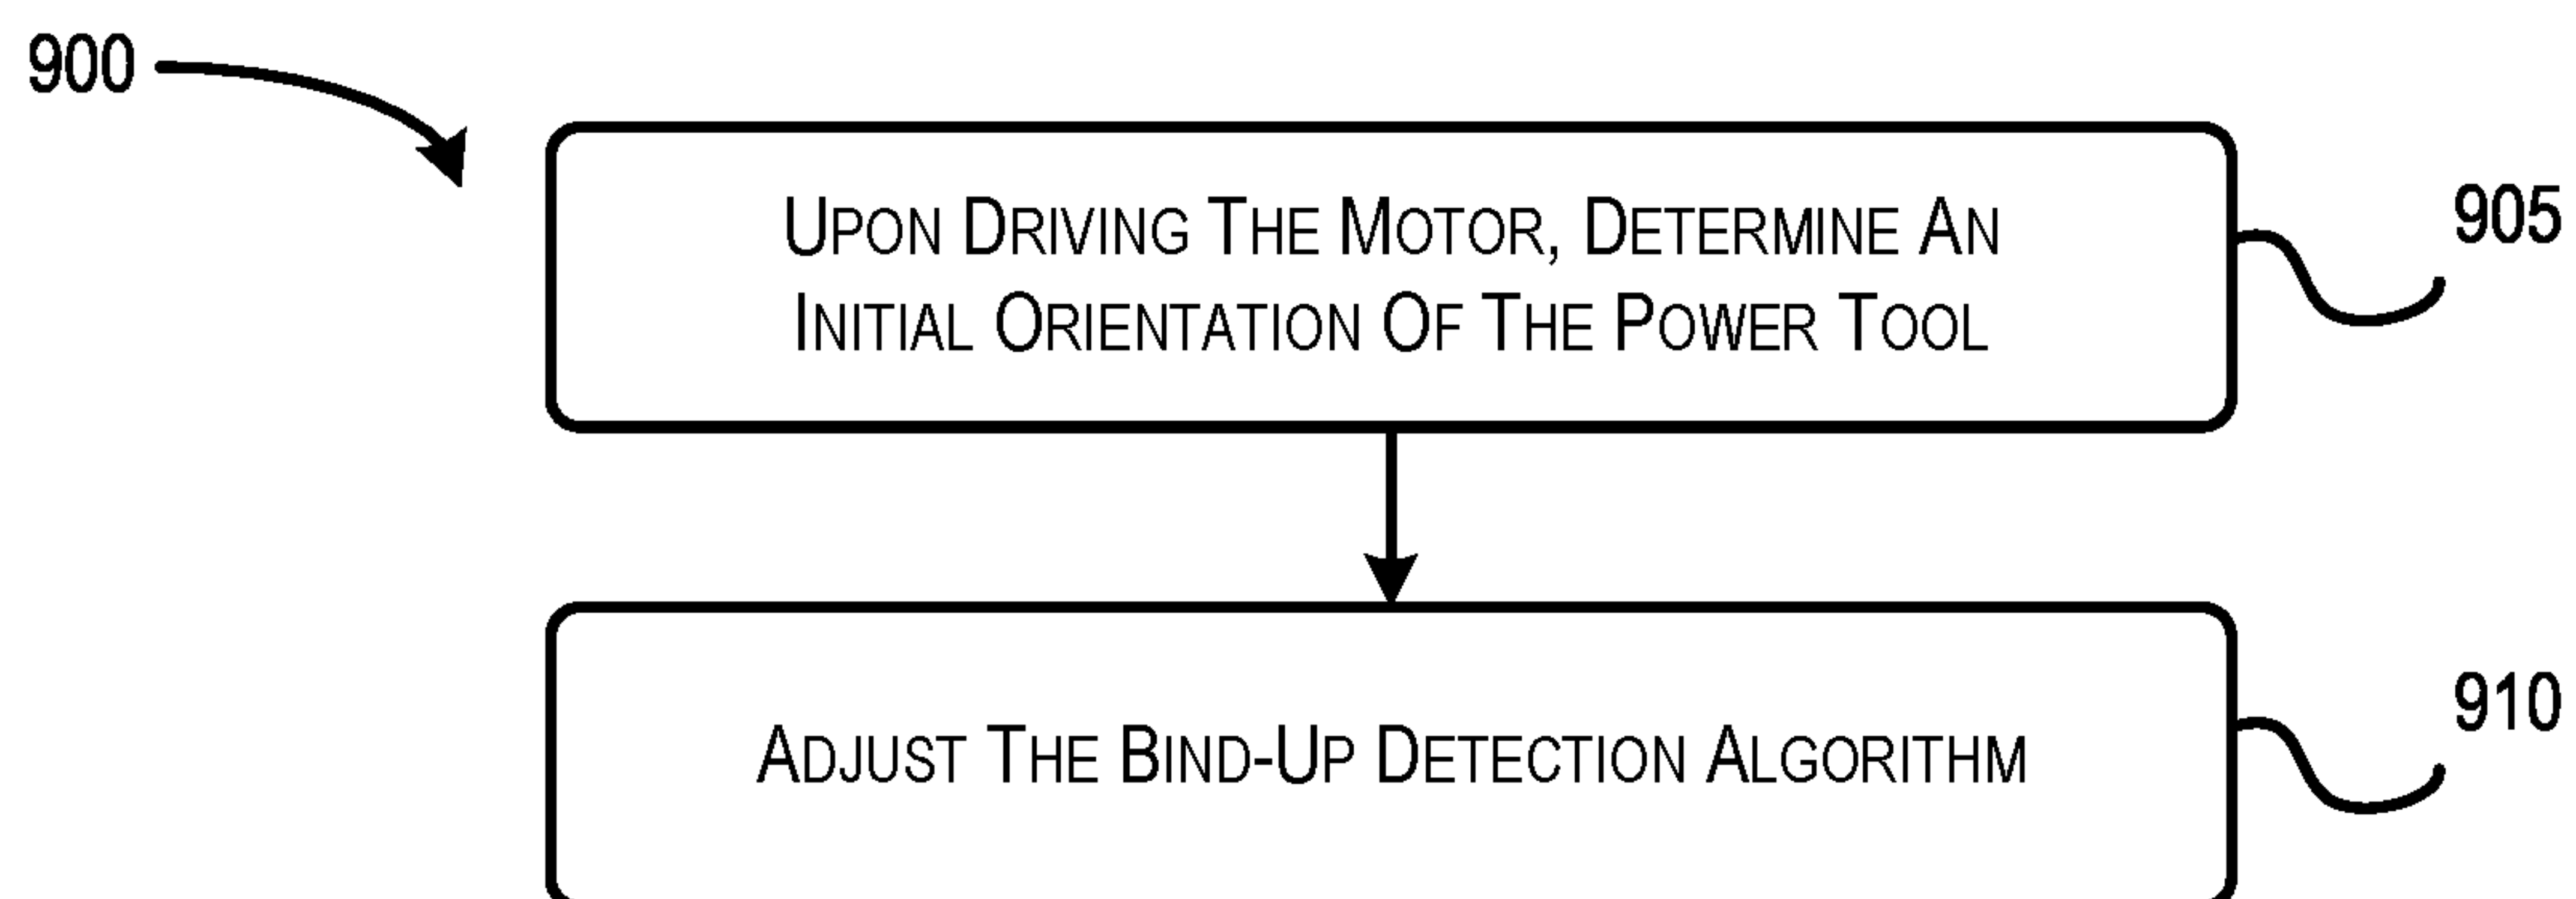 900
UPON DRIVING THE MOTOR, DETERMINE AN
INITIAL ORIENTATION OF THE POWER TOOL
905
ADJUST THE BIND-UP DETECTION ALGORITHM
910